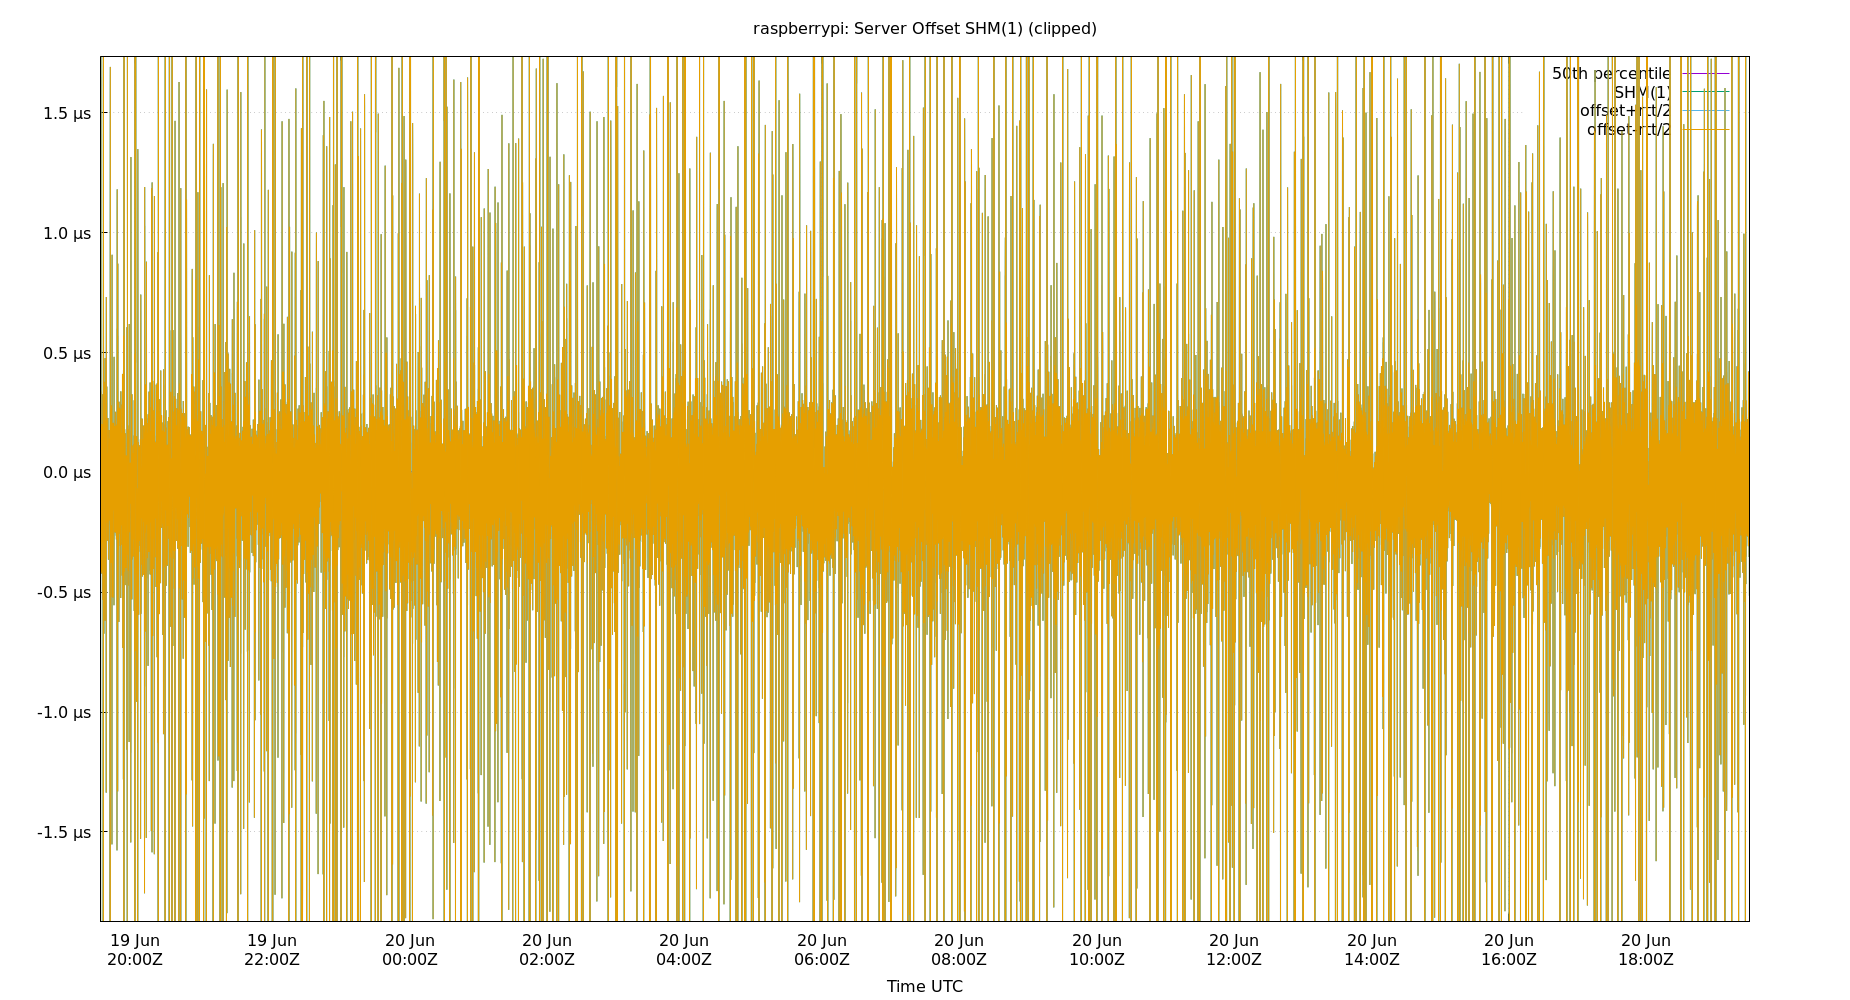 raspberrypi: Server Offset SHM(1) (clipped)
50th percentile
SHM(1)
offset+rtt/2
offset-rtt/2
1.5 µs
1.0 µs
0.5 µs
0.0 µs
-0.5 µs
-1.0 µs
-1.5 µs
19 Jun 19 Jun 20 Jun 20 Jun 20 Jun 20 Jun 20 Jun 20 Jun 20 Jun 20 Jun 20 Jun 20 Jun
20:00Z 22:00Z 00:00Z 02:00Z 04:00Z 06:00Z 08:00Z 10:00Z 12:00Z 14:00Z 16:00Z 18:00Z
Time UTC